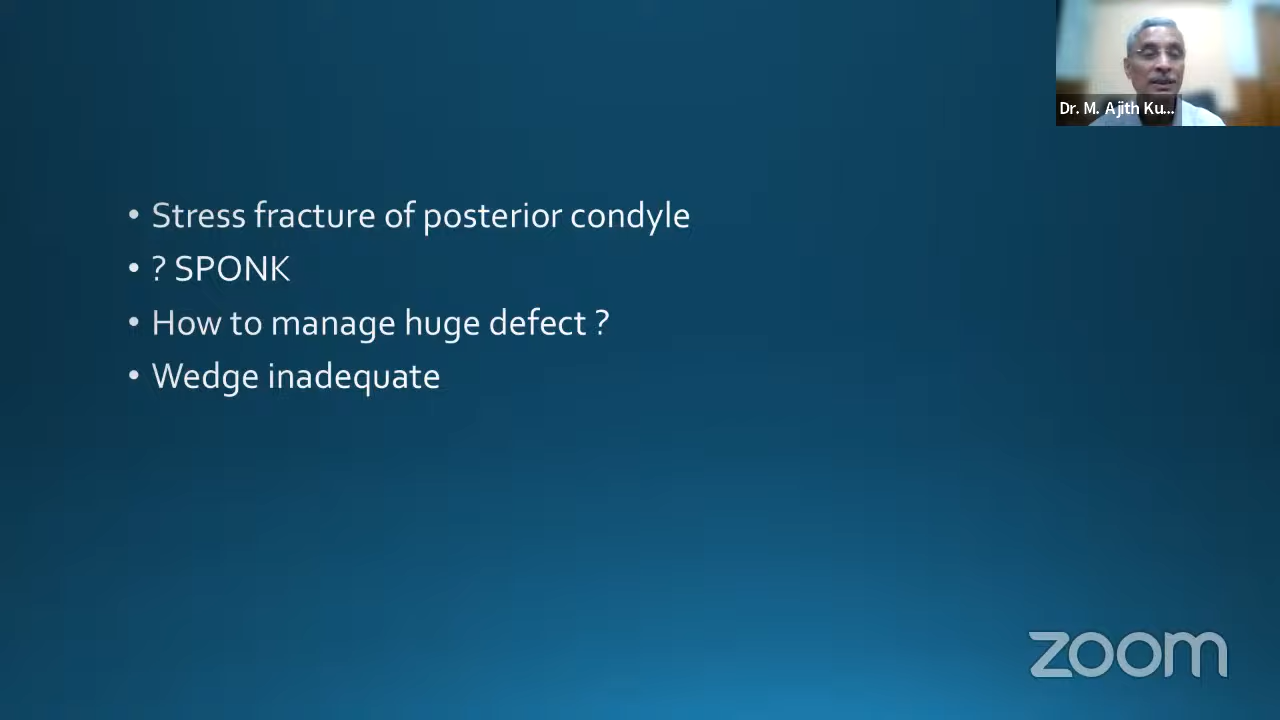 Dr. M. Ajith Ku...
• Stress fracture of posterior condyle
• ? SPONK
• How to manage huge defect ?
• Wedge inadequate
zoom